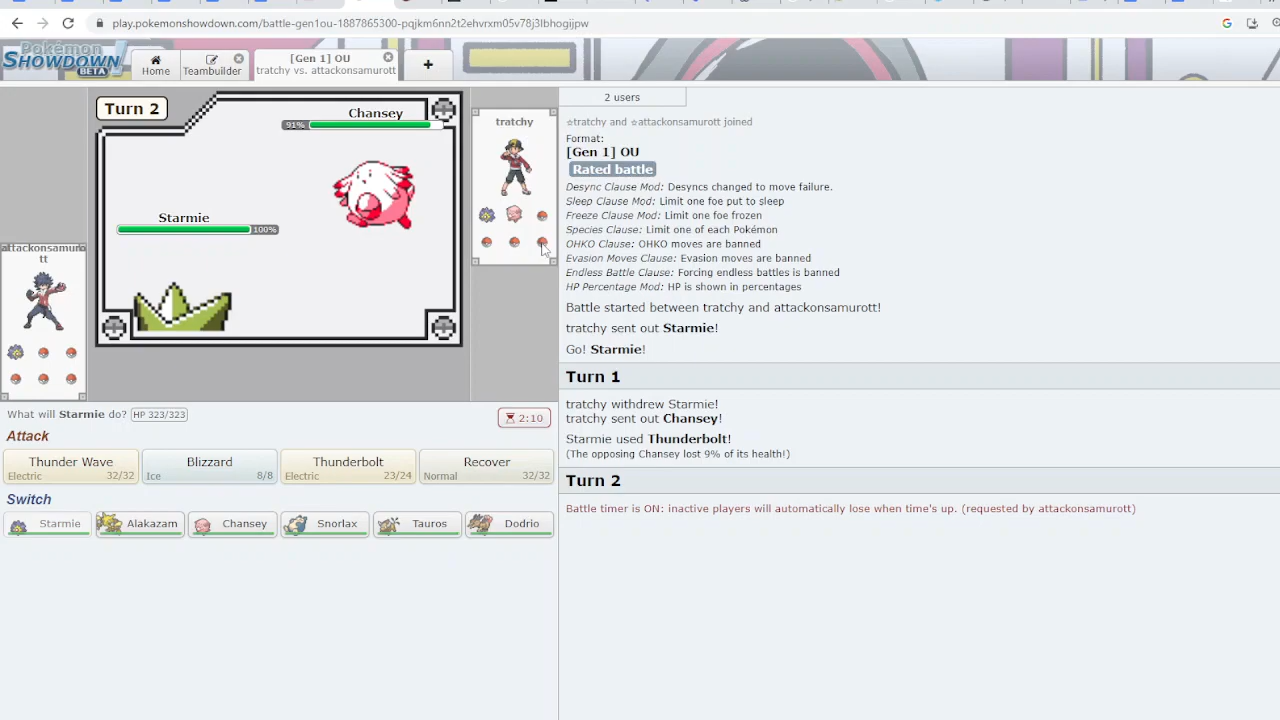 play.pokemonshowdown.com/battle-gen1ou-1887865300-pqjkm6nn2t2ehvrxm05v78j3lbhogijpw
Pokémon
SHOWDOWN!
BETA
Home
Teambuilder
[Gen 1] OU
tratchy vs. attackonsamurott
+
Turn 2
Chansey
91%
Starmie
100%
tratchy
attackonsamuro
tt
What will Starmie do? HP 323/323
2:10
Attack
Thunder Wave
Electric 32/32
Blizzard
Ice 8/8
Thunderbolt
Electric 23/24
Recover
Normal 32/32
Switch
Starmie Alakazam Chansey Snorlax Tauros Dodrio
2 users
☆tratchy and ☆attackonsamurott joined
Format:
[Gen 1] OU
Rated battle
Desync Clause Mod: Desyncs changed to move failure.
Sleep Clause Mod: Limit one foe put to sleep
Freeze Clause Mod: Limit one foe frozen
Species Clause: Limit one of each Pokémon
OHKO Clause: OHKO moves are banned
Evasion Moves Clause: Evasion moves are banned
Endless Battle Clause: Forcing endless battles is banned
HP Percentage Mod: HP is shown in percentages
Battle started between tratchy and attackonsamurott!
tratchy sent out Starmie!
Go! Starmie!
Turn 1
tratchy withdrew Starmie!
tratchy sent out Chansey!
Starmie used Thunderbolt!
(The opposing Chansey lost 9% of its health!)
Turn 2
Battle timer is ON: inactive players will automatically lose when time's up. (requested by attackonsamurott)